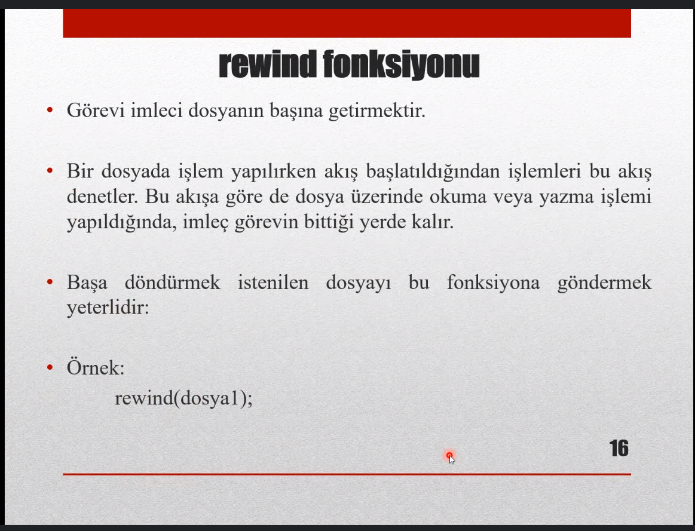 rewind fonksiyonu
• Görevi imleci dosyanın başına getirmektir.
• Bir dosyada işlem yapılırken akış başlatıldığından işlemleri bu akış
denetler. Bu akışa göre de dosya üzerinde okuma veya yazma işlemi
yapıldığında, imleç görevin bittiği yerde kalır.
• Başa döndürmek istenilen dosyayı bu fonksiyona göndermek
yeterlidir:
• Örnek:
rewind(dosya1);
16